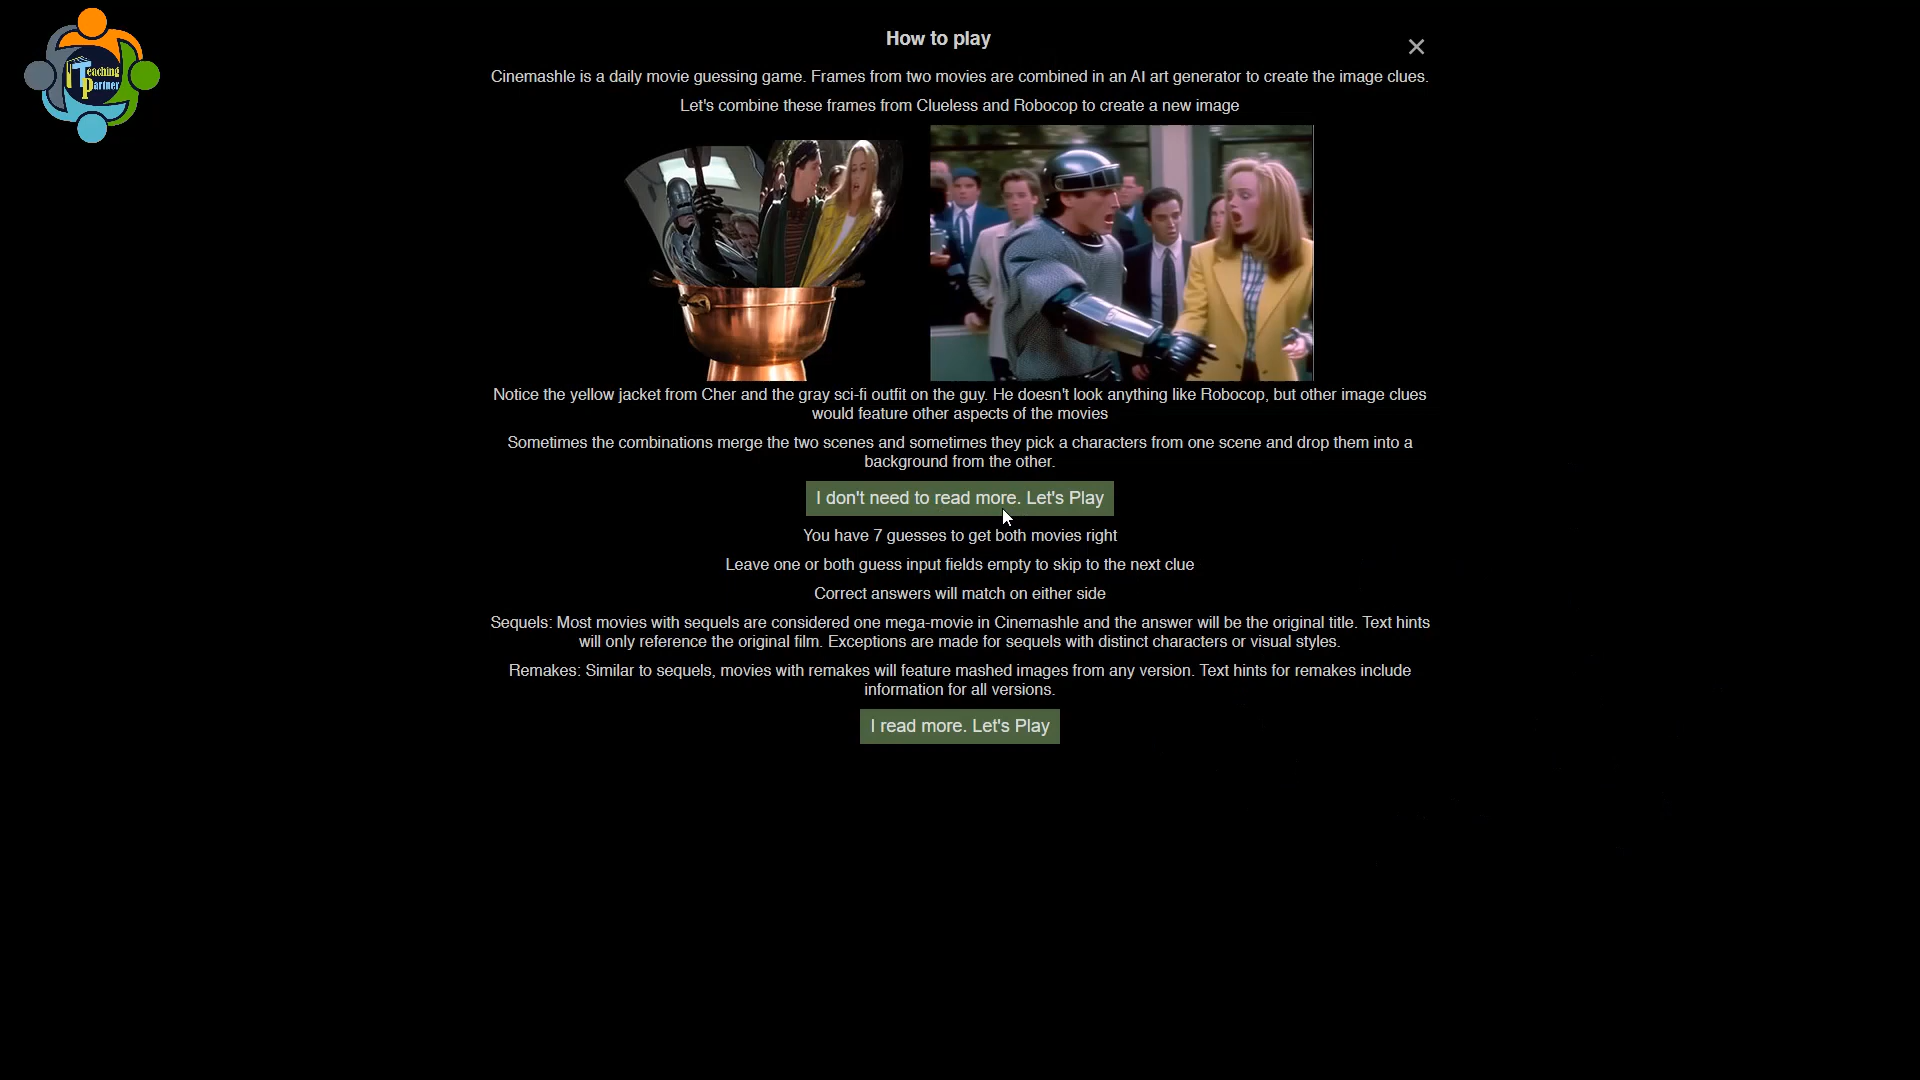 Teaching
Partner
How to play
Cinemashle is a daily movie guessing game. Frames from two movies are combined in an AI art generator to create the image clues.
Let's combine these frames from Clueless and Robocop to create a new image
Notice the yellow jacket from Cher and the gray sci-fi outfit on the guy. He doesn't look anything like Robocop, but other image clues
would feature other aspects of the movies
Sometimes the combinations merge the two scenes and sometimes they pick a characters from one scene and drop them into a
background from the other.
I don't need to read more. Let's Play
You have 7 guesses to get both movies right
Leave one or both guess input fields empty to skip to the next clue
Correct answers will match on either side
Sequels: Most movies with sequels are considered one mega-movie in Cinemashle and the answer will be the original title. Text hints
will only reference the original film. Exceptions are made for sequels with distinct characters or visual styles.
Remakes: Similar to sequels, movies with remakes will feature mashed images from any version. Text hints for remakes include
information for all versions.
I read more. Let's Play